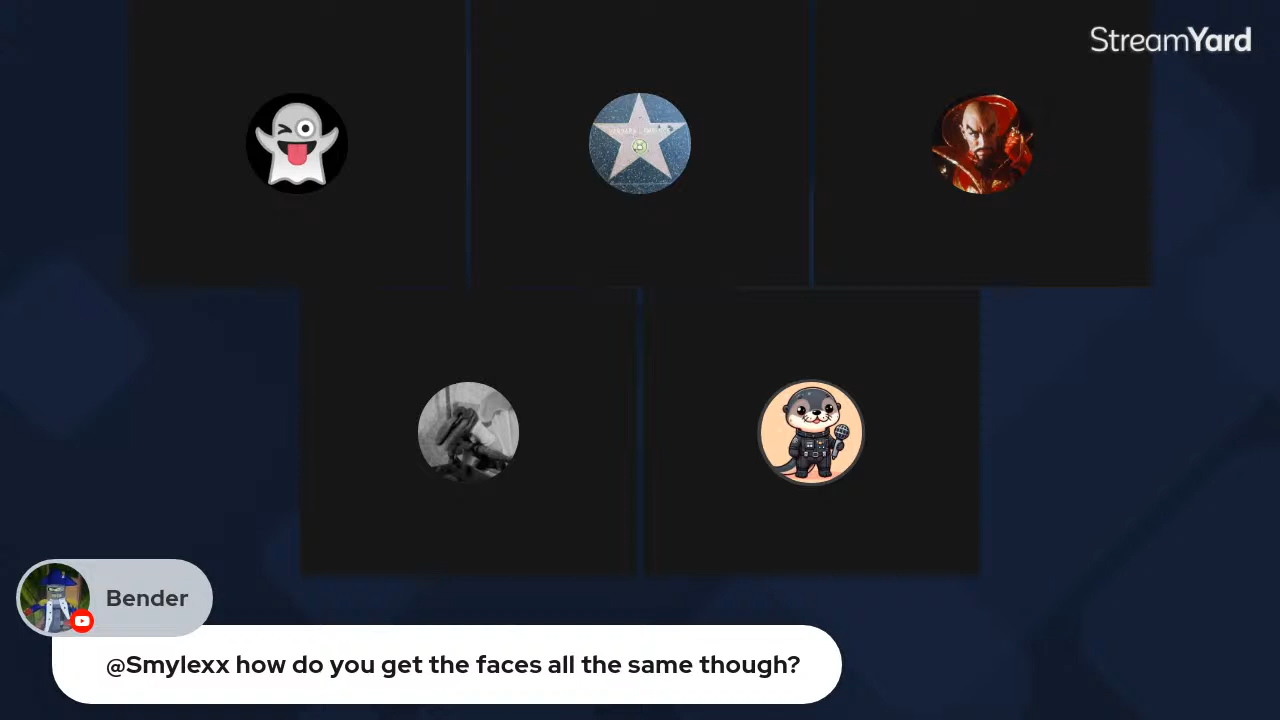 StreamYard
Bender
@Smylexx how do you get the faces all the same though?